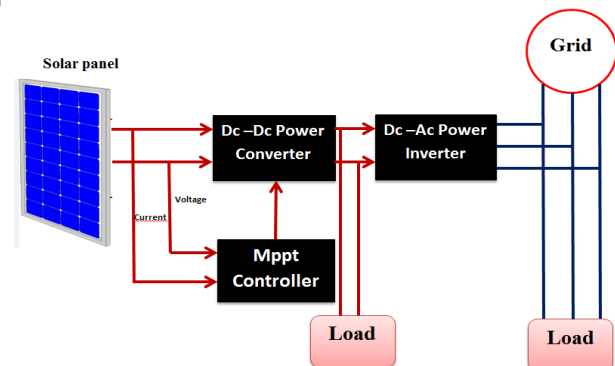 Solar panel
Grid
Dc –Dc Power
Converter
Dc –Ac Power
Inverter
Voltage
Current
Mppt
Controller
Load
Load